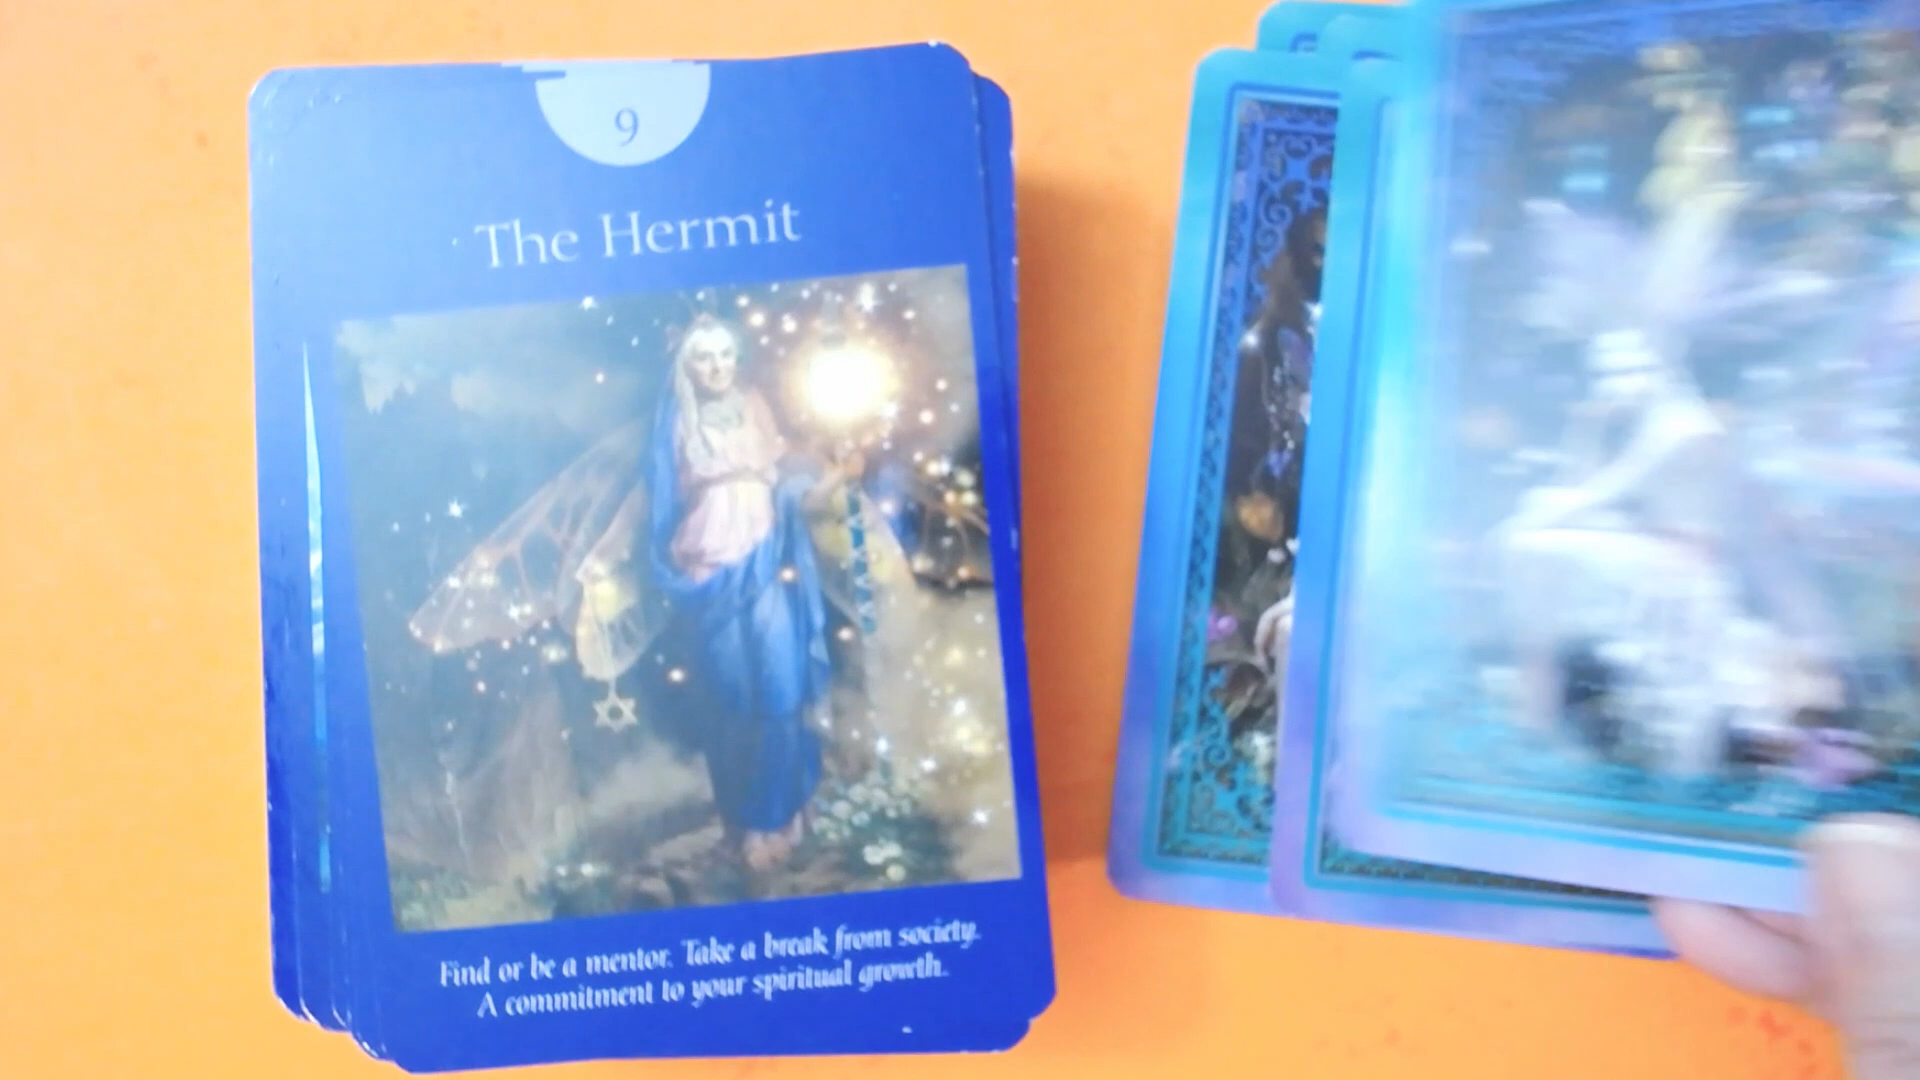 9
The Hermit
Find or be a mentor. Take a break from society.
A commitment to your spiritual growth.